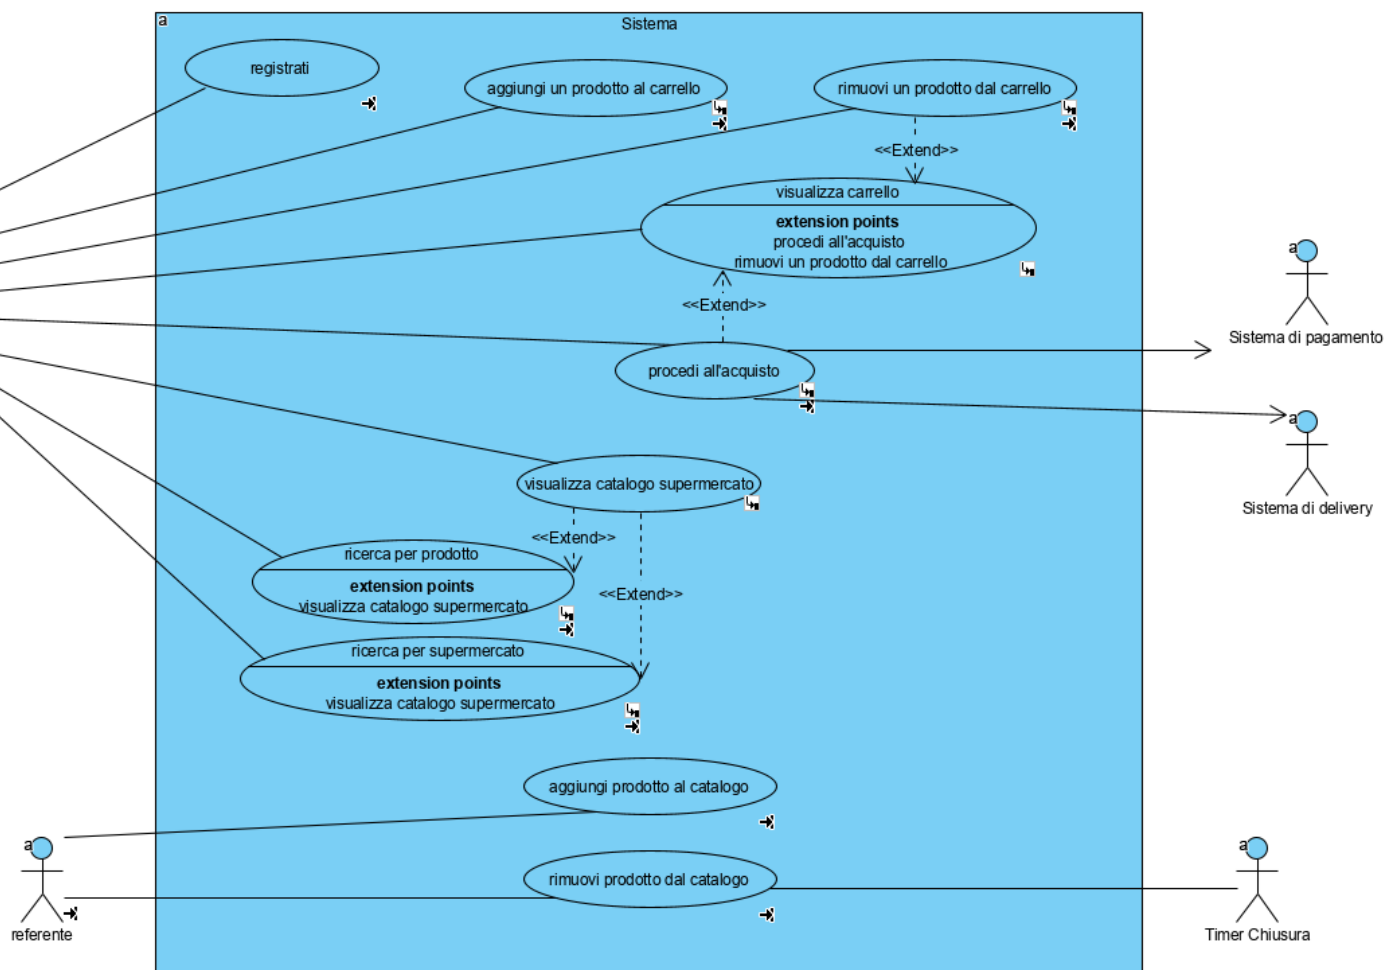 a
Sistema
registrati
aggiungi un prodotto al carrello
rimuovi un prodotto dal carrello
<<Extend>>
visualizza carrello
extension points
procedi all'acquisto
rimuovi un prodotto dal carrello
<<Extend>>
procedi all'acquisto
a
Sistema di pagamento
a
Sistema di delivery
visualizza catalogo supermercato
<<Extend>>
<<Extend>>
ricerca per prodotto
extension points
visualizza catalogo supermercato
ricerca per supermercato
extension points
visualizza catalogo supermercato
aggiungi prodotto al catalogo
rimuovi prodotto dal catalogo
a
referente
a
Timer Chiusura